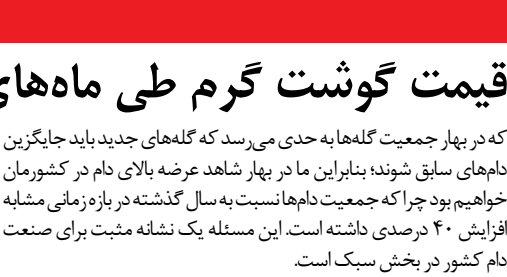 قیمت گوشت گرم طی ماه‌های
که در بهار جمعیت گله‌ها به حدی می‌رسد که گله‌های جدید باید جایگزین
دام‌های سابق شوند؛ بنابراین ما در بهار شاهد عرضه بالای دام در کشورمان
خواهیم بود چرا که جمعیت دام‌ها نسبت به سال گذشته در بازه زمانی مشابه
افزایش ۴۰ درصدی داشته است. این مسئله یک نشانه مثبت برای صنعت
دام کشور در بخش سبک است.